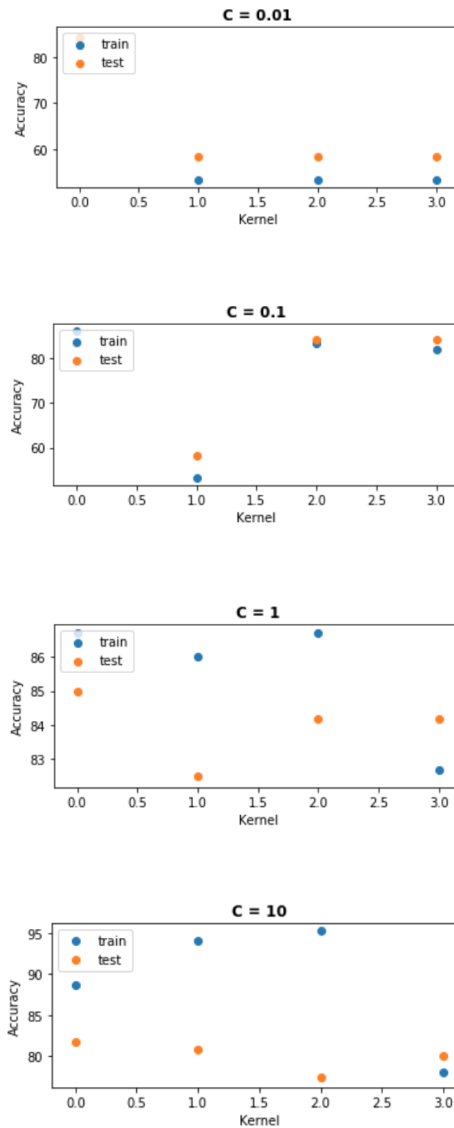 C = 0.01
train
test
80
70
60
Accuracy
0.0 0.5 1.0 1.5 2.0 2.5 3.0
Kernel
C = 0.1
train
test
80
70
60
Accuracy
0.0 0.5 1.0 1.5 2.0 2.5 3.0
Kernel
C = 1
train
test
86
85
84
83
Accuracy
0.0 0.5 1.0 1.5 2.0 2.5 3.0
Kernel
C = 10
train
test
95
90
85
80
Accuracy
0.0 0.5 1.0 1.5 2.0 2.5 3.0
Kernel